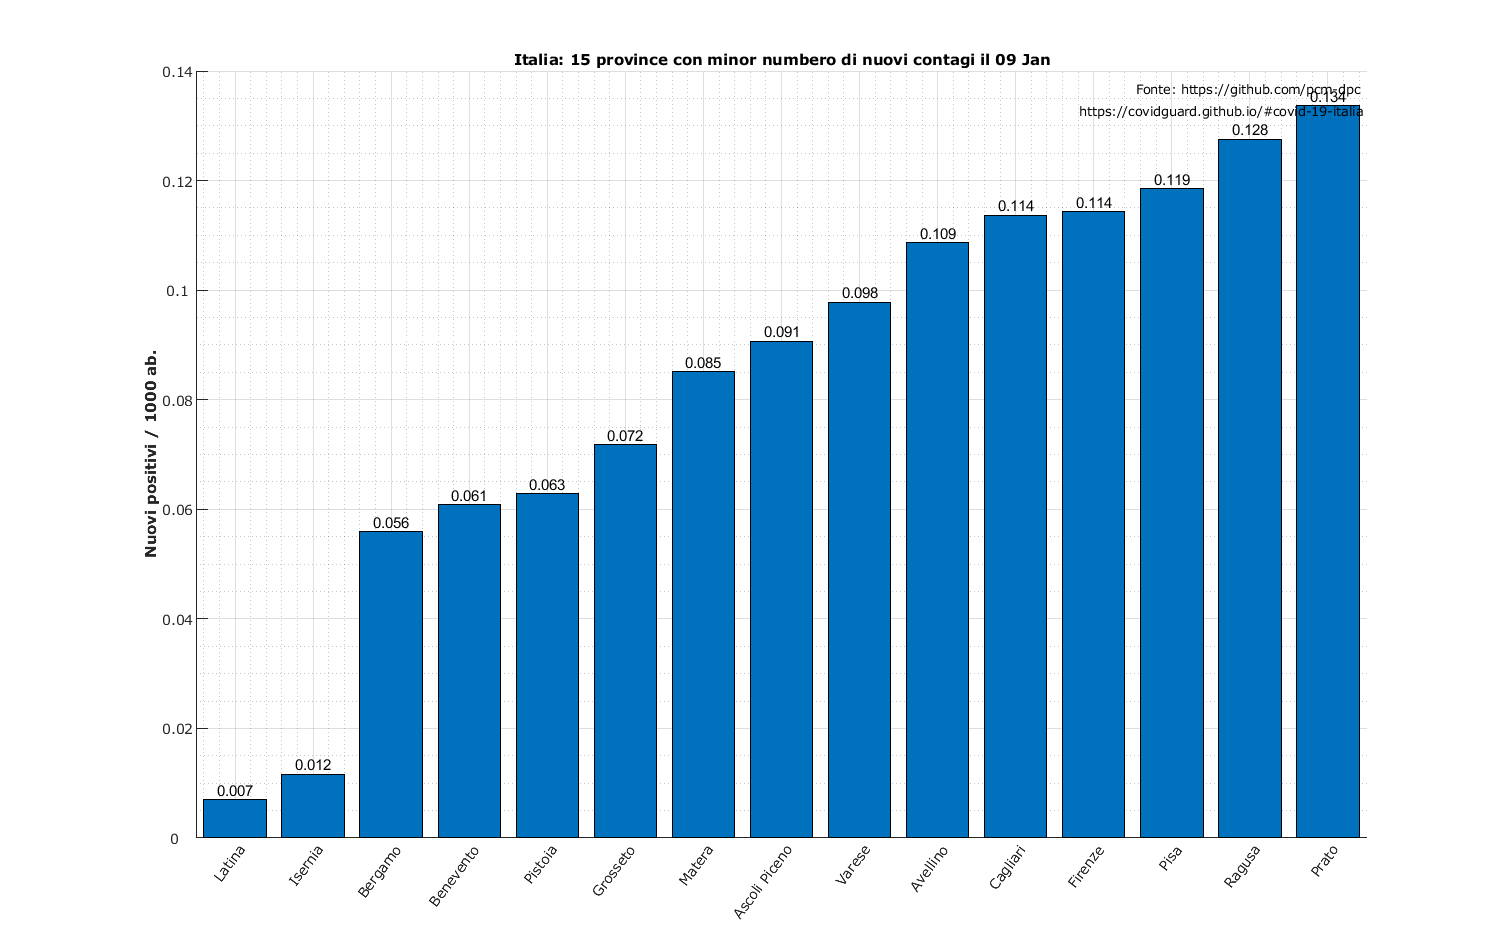 Italia: 15 province con minor numbero di nuovi contagi il 09 Jan
Fonte: https://github.com/pcm-dpc
https://covidguard.github.io/#covid-19-italia
Nuovi positivi / 1000 ab.
0.14
0.12
0.1
0.08
0.06
0.04
0.02
0
0.007
0.012
0.056
0.061
0.063
0.072
0.085
0.091
0.098
0.109
0.114
0.114
0.119
0.128
0.134
Latina
Isernia
Bergamo
Benevento
Pistoia
Grosseto
Matera
Ascoli Piceno
Varese
Avellino
Cagliari
Firenze
Pisa
Ragusa
Prato